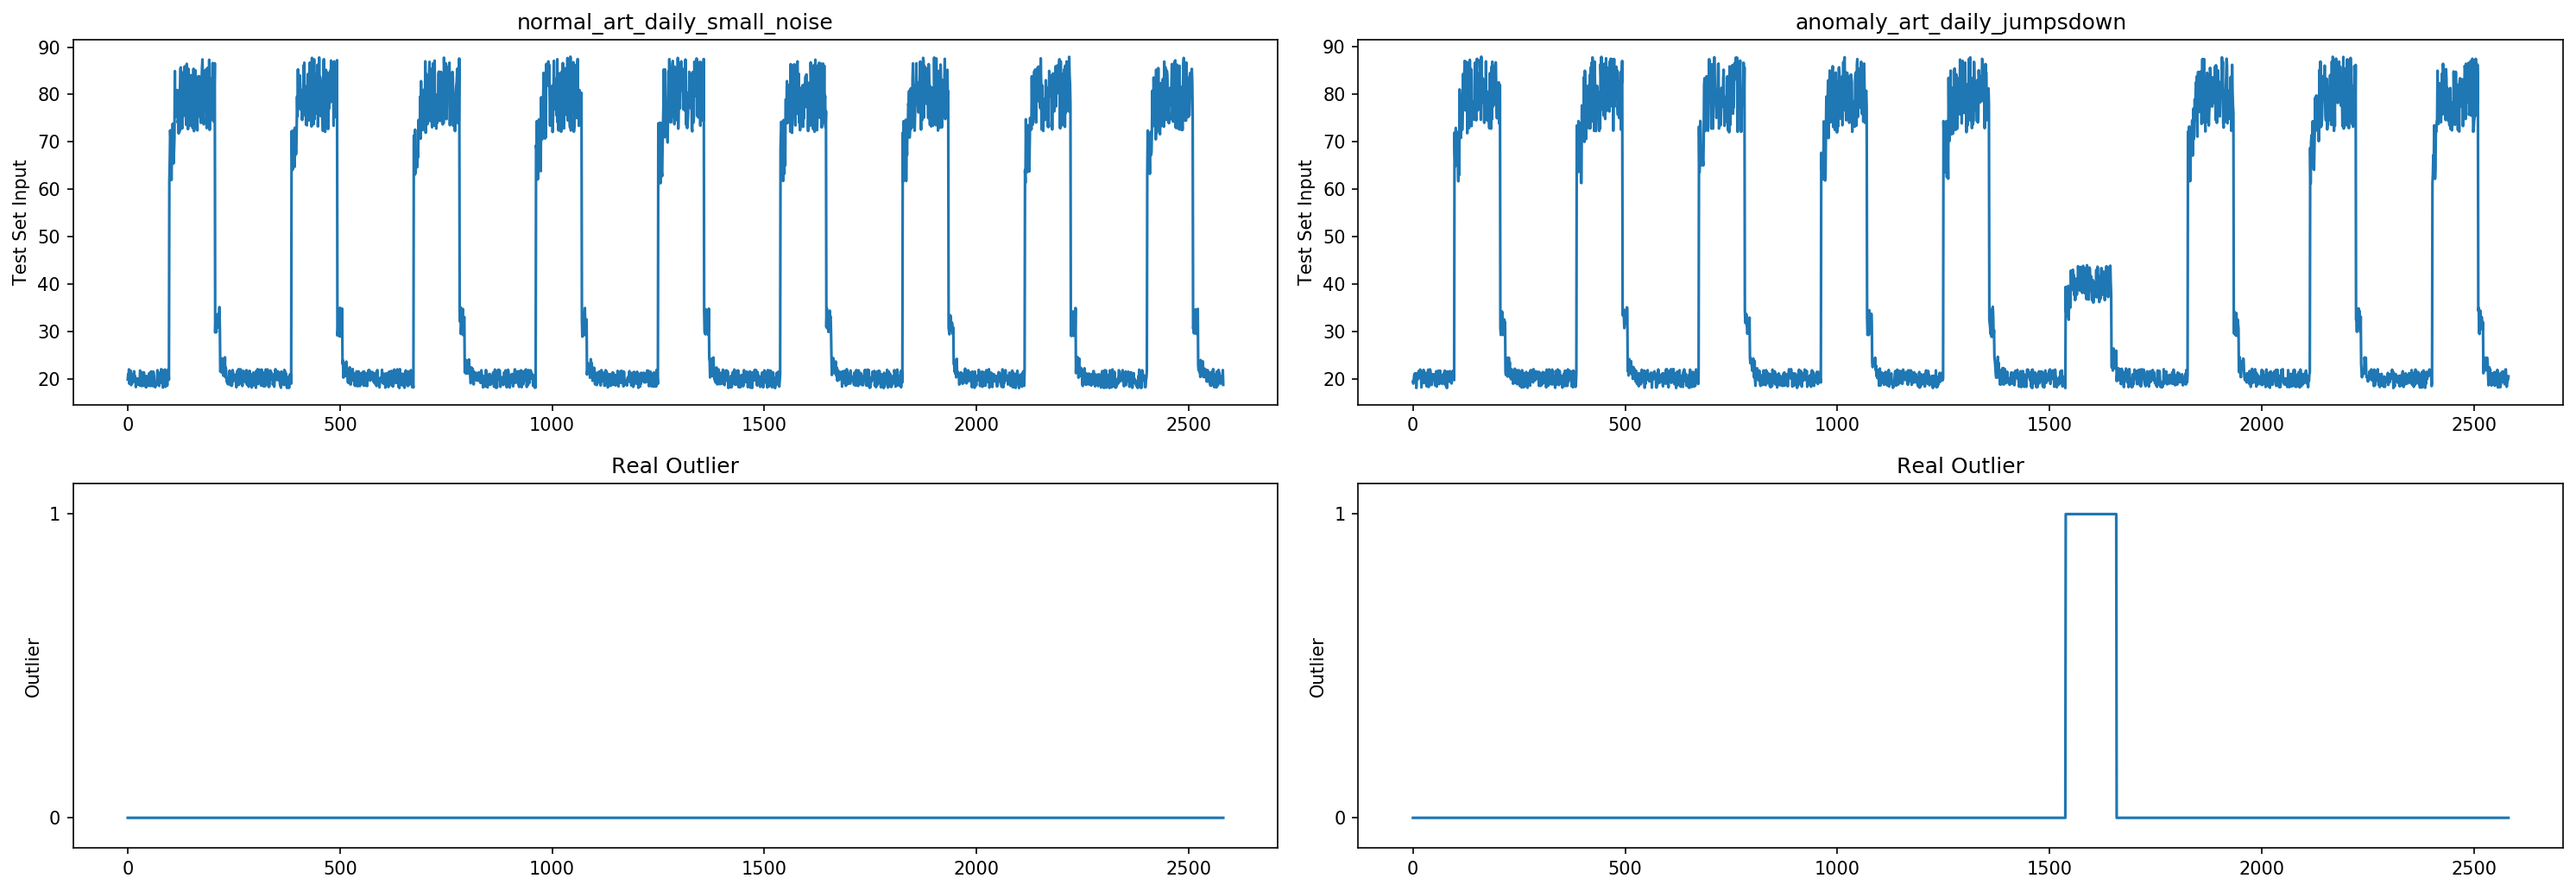 normal_art_daily_small_noise
Test Set Input
90
80
70
60
50
40
30
20
0 500 1000 1500 2000 2500
anomaly_art_daily_jumpsdown
Test Set Input
90
80
70
60
50
40
30
20
0 500 1000 1500 2000 2500
Real Outlier
Outlier
1
0
0 500 1000 1500 2000 2500
Real Outlier
Outlier
1
0
0 500 1000 1500 2000 2500